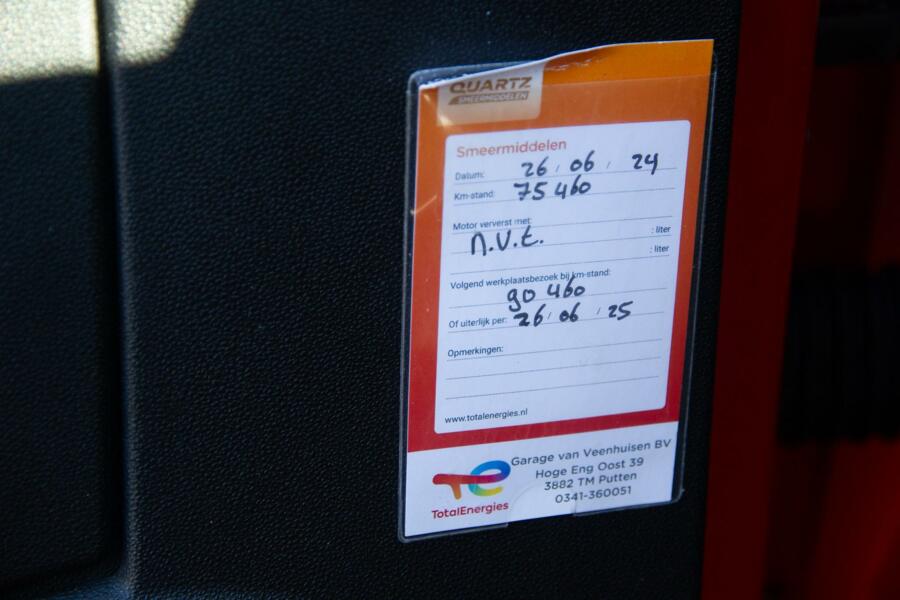 QUARTZ
SMEERMIDDELEN
Smeermiddelen
Datum: 26 / 06 / 24
Km-stand: 75 460
Motor ververst met:
n.v.t. : liter
: liter
Volgend werkplaatsbezoek bij km-stand:
90 460
Of uiterlijk per: 26 / 06 / 25
Opmerkingen:
www.totalenergies.nl
TotalEnergies
Garage van Veenhuisen BV
Hoge Eng Oost 39
3882 TM Putten
0341-360051